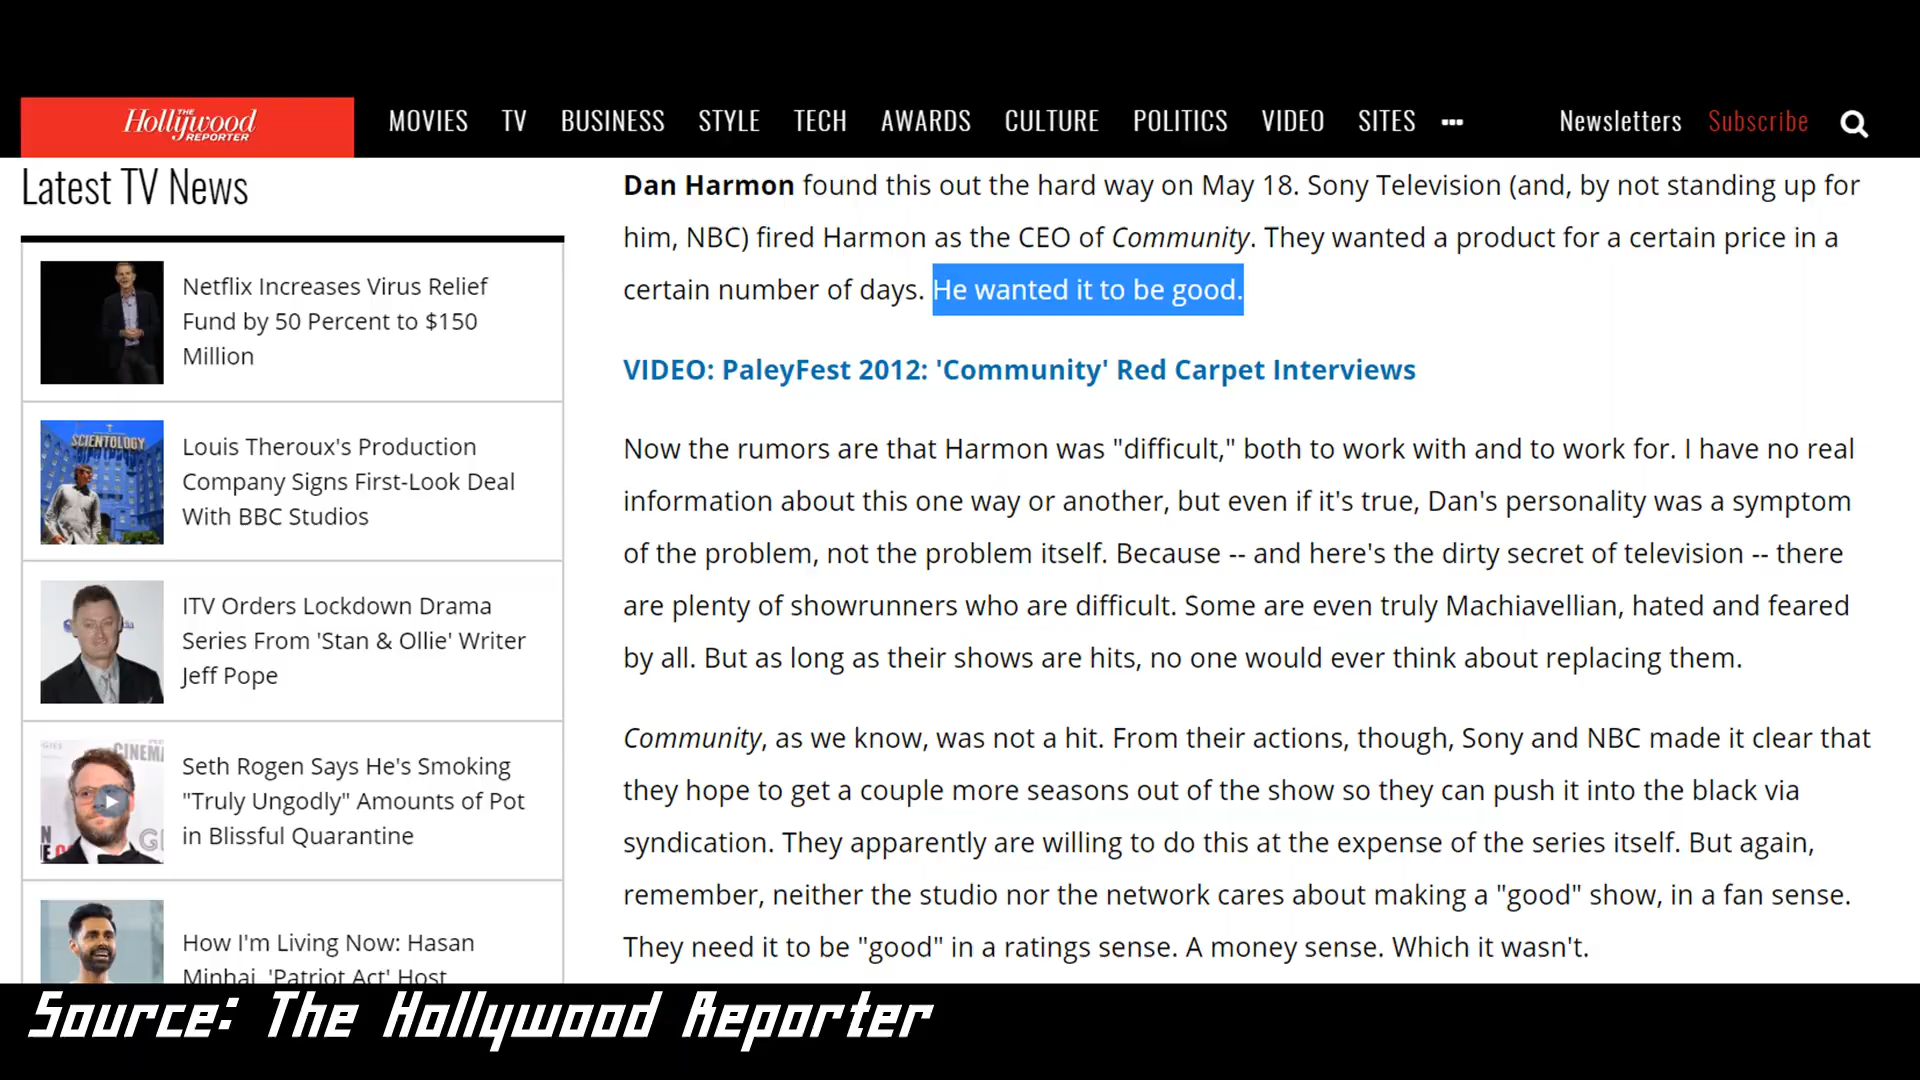 THE
Hollywood
REPORTER
MOVIES TV BUSINESS STYLE TECH AWARDS CULTURE POLITICS VIDEO SITES ••• Newsletters Subscribe
Latest TV News
Netflix Increases Virus Relief
Fund by 50 Percent to $150
Million
SCIENTOLOGY
Louis Theroux's Production
Company Signs First-Look Deal
With BBC Studios
ITV Orders Lockdown Drama
Series From 'Stan & Ollie' Writer
Jeff Pope
CINEMA
Seth Rogen Says He's Smoking
"Truly Ungodly" Amounts of Pot
in Blissful Quarantine
How I'm Living Now: Hasan
Minhaj, 'Patriot Act' Host
Dan Harmon found this out the hard way on May 18. Sony Television (and, by not standing up for
him, NBC) fired Harmon as the CEO of Community. They wanted a product for a certain price in a
certain number of days. He wanted it to be good.
VIDEO: PaleyFest 2012: 'Community' Red Carpet Interviews
Now the rumors are that Harmon was "difficult," both to work with and to work for. I have no real
information about this one way or another, but even if it's true, Dan's personality was a symptom
of the problem, not the problem itself. Because -- and here's the dirty secret of television -- there
are plenty of showrunners who are difficult. Some are even truly Machiavellian, hated and feared
by all. But as long as their shows are hits, no one would ever think about replacing them.
Community, as we know, was not a hit. From their actions, though, Sony and NBC made it clear that
they hope to get a couple more seasons out of the show so they can push it into the black via
syndication. They apparently are willing to do this at the expense of the series itself. But again,
remember, neither the studio nor the network cares about making a "good" show, in a fan sense.
They need it to be "good" in a ratings sense. A money sense. Which it wasn't.
Source: The Hollywood Reporter